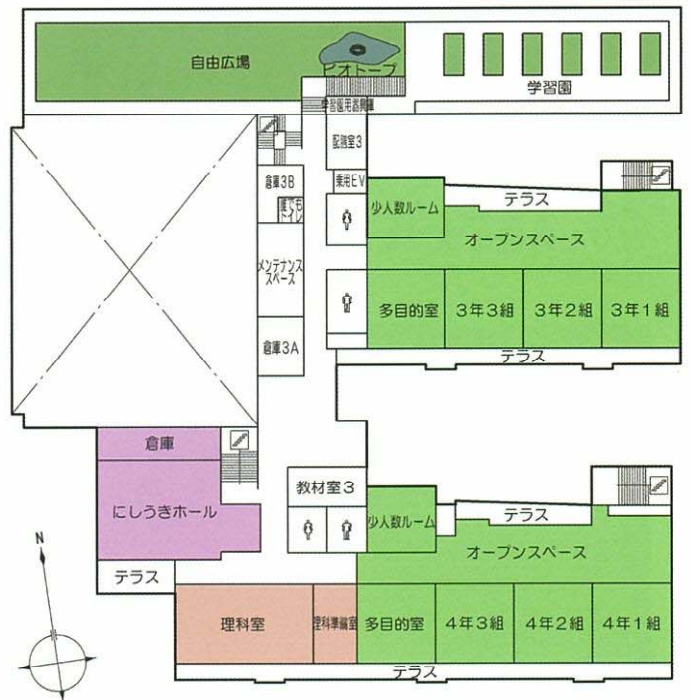 自由広場
ビオトープ
学習園
学習園用器具庫
配膳室3
倉庫3B
乗用EV
誰でも
トイレ
少人数ルーム
テラス
オープンスペース
メンテナンス
スペース
多目的室
3年3組
3年2組
3年1組
倉庫3A
テラス
倉庫
にしうきホール
教材室3
少人数ルーム
テラス
オープンスペース
テラス
理科室
理科準備室
多目的室
4年3組
4年2組
4年1組
テラス
N